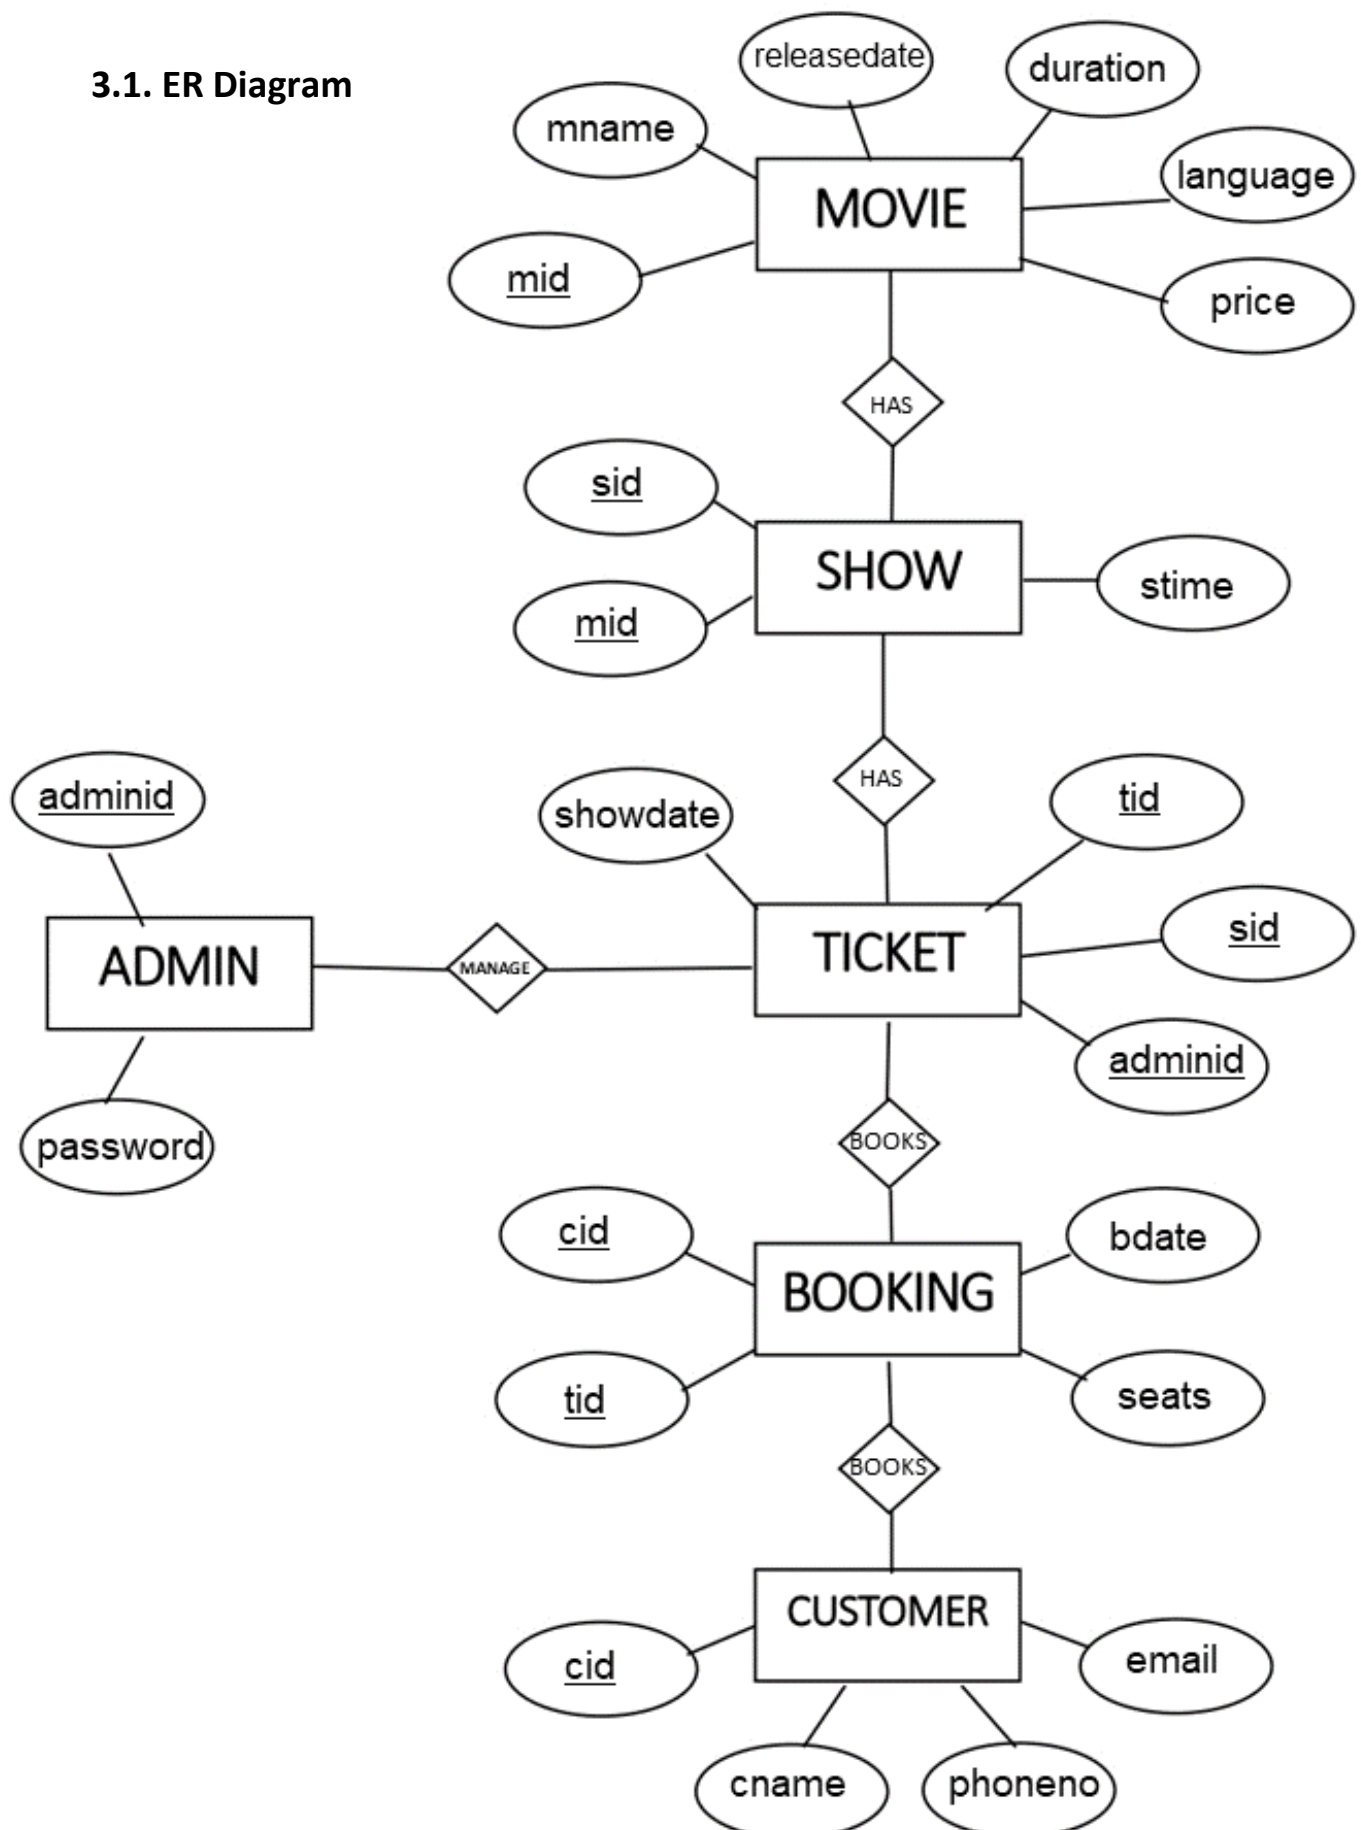 3.1. ER Diagram
releasedate
duration
mname
language
MOVIE
mid
price
HAS
sid
SHOW
stime
mid
HAS
adminid
showdate
tid
sid
ADMIN
MANAGE
TICKET
adminid
password
BOOKS
cid
bdate
BOOKING
tid
seats
BOOKS
CUSTOMER
cid
email
cname
phoneno